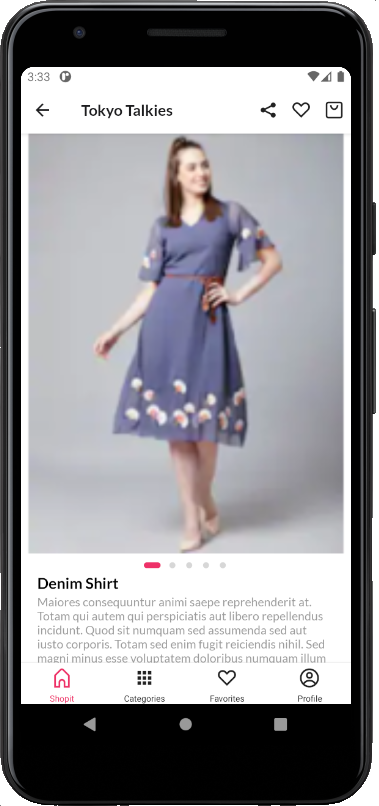 3:33
Tokyo Talkies
Denim Shirt
Maiores consequuntur animi saepe reprehenderit at.
Totam qui autem qui perspiciatis aut libero repellendus
incidunt. Quod sit numquam sed assumenda sed aut
iusto corporis. Totam sed enim fugit reiciendis nihil. Sed
magni minus esse voluptatem doloribus numquam illum
Shopit
Categories
Favorites
Profile